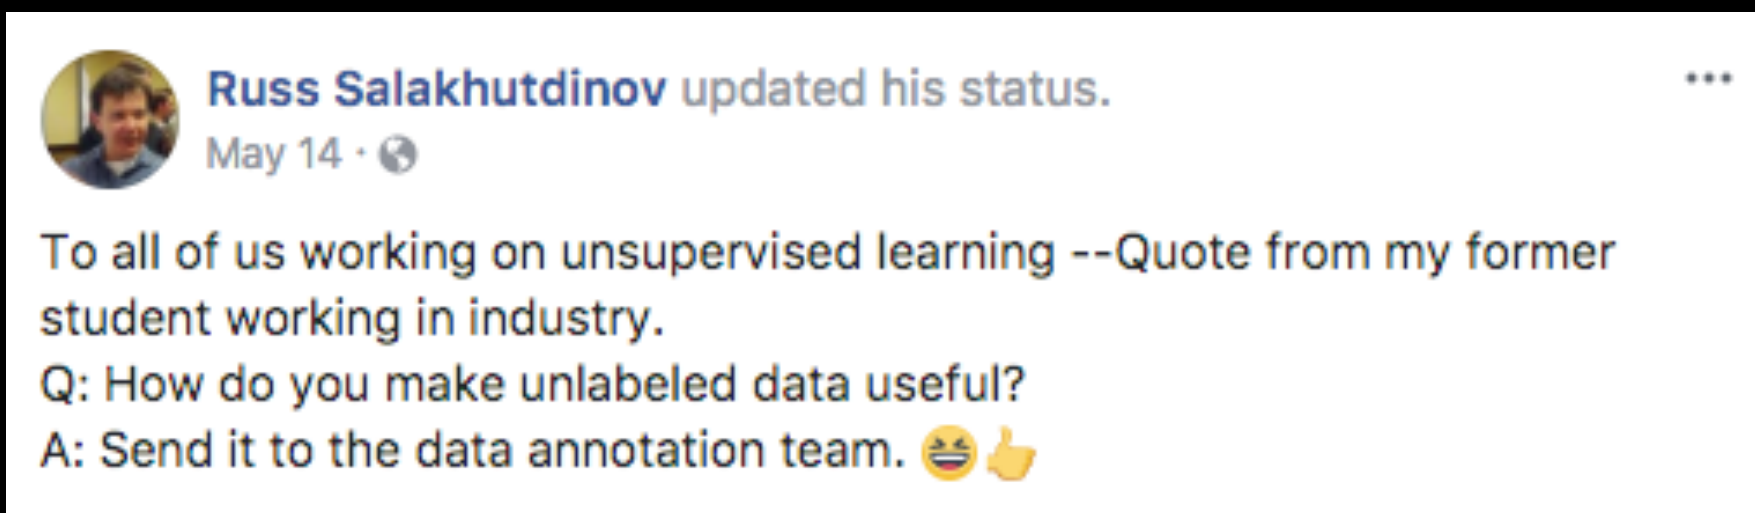 Russ Salakhutdinov updated his status.
May 14 ·
To all of us working on unsupervised learning --Quote from my former
student working in industry.
Q: How do you make unlabeled data useful?
A: Send it to the data annotation team. 😆👍